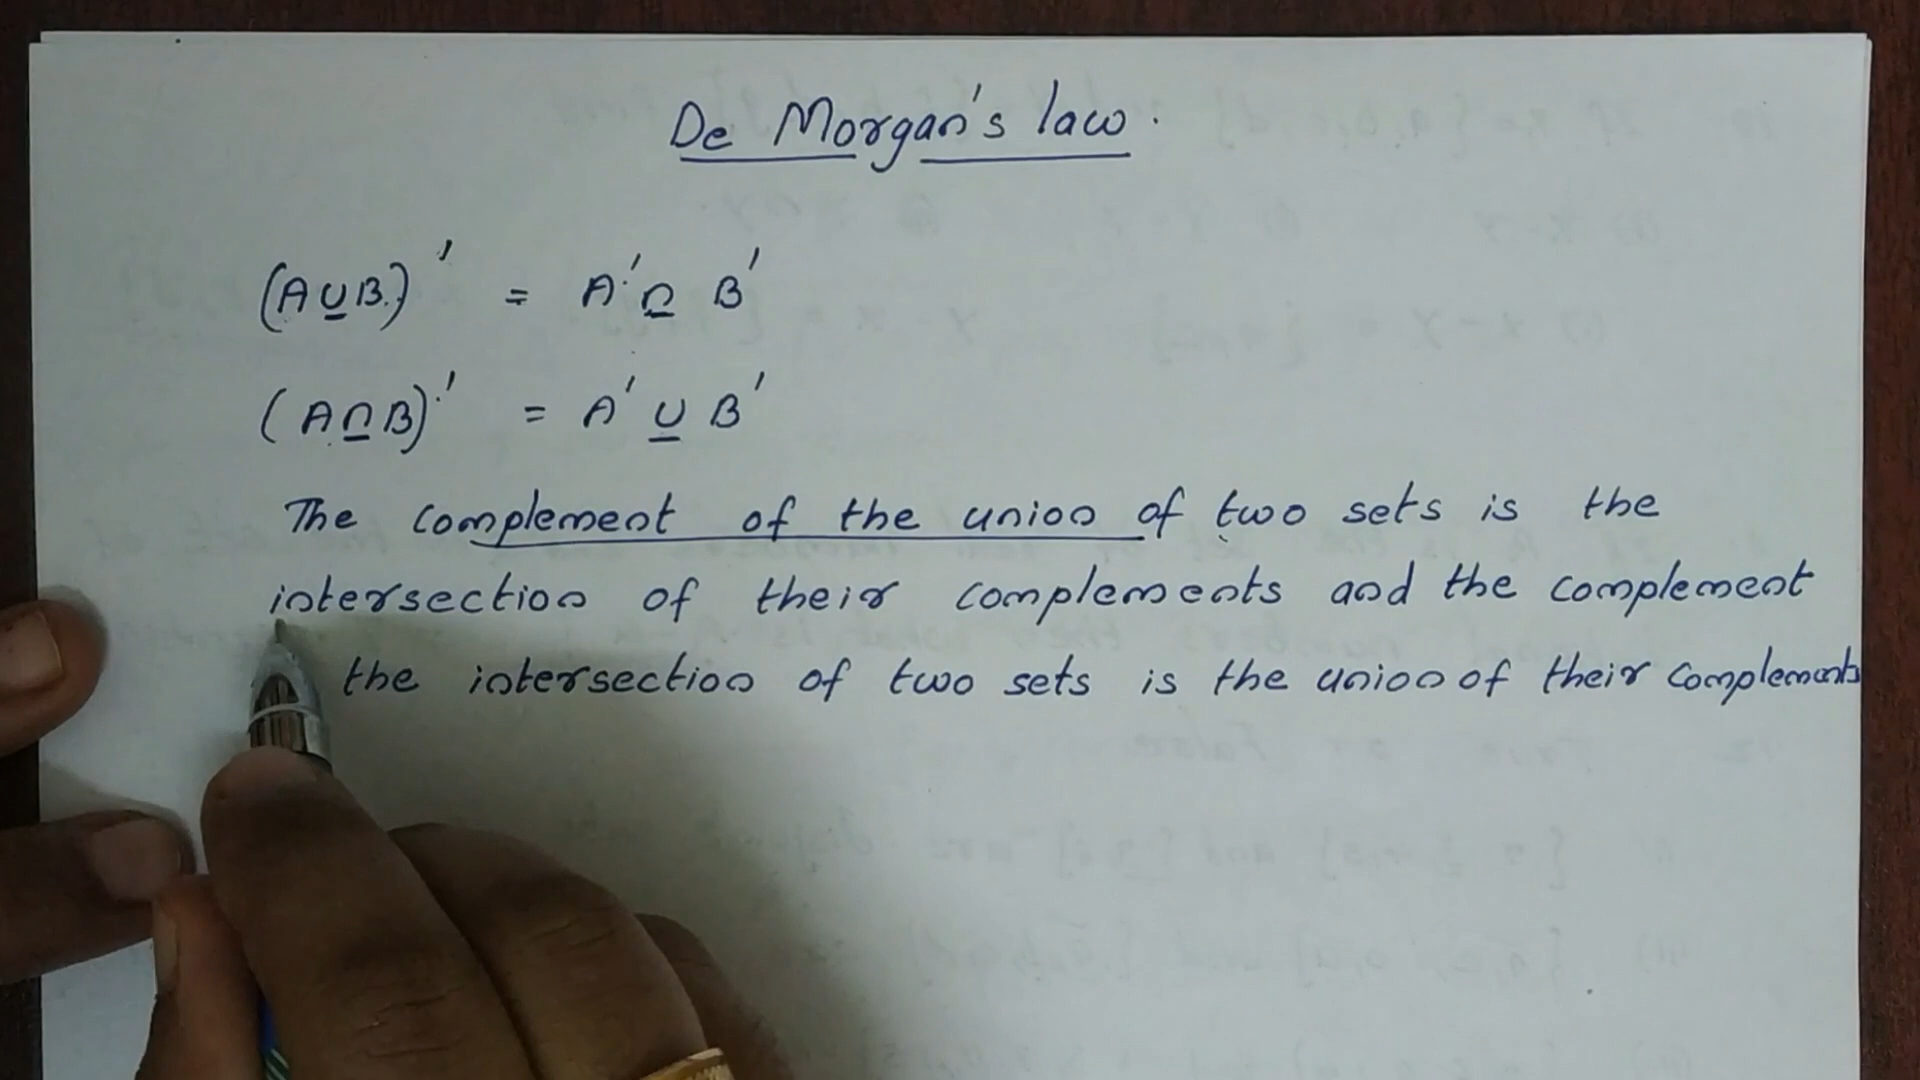 De Morgan's law.
(A∪B)' = A' ∩ B'
(A∩B)' = A' ∪ B'
The complement of the union of two sets is the
intersection of their complements and the complement
the intersection of two sets is the union of their complements